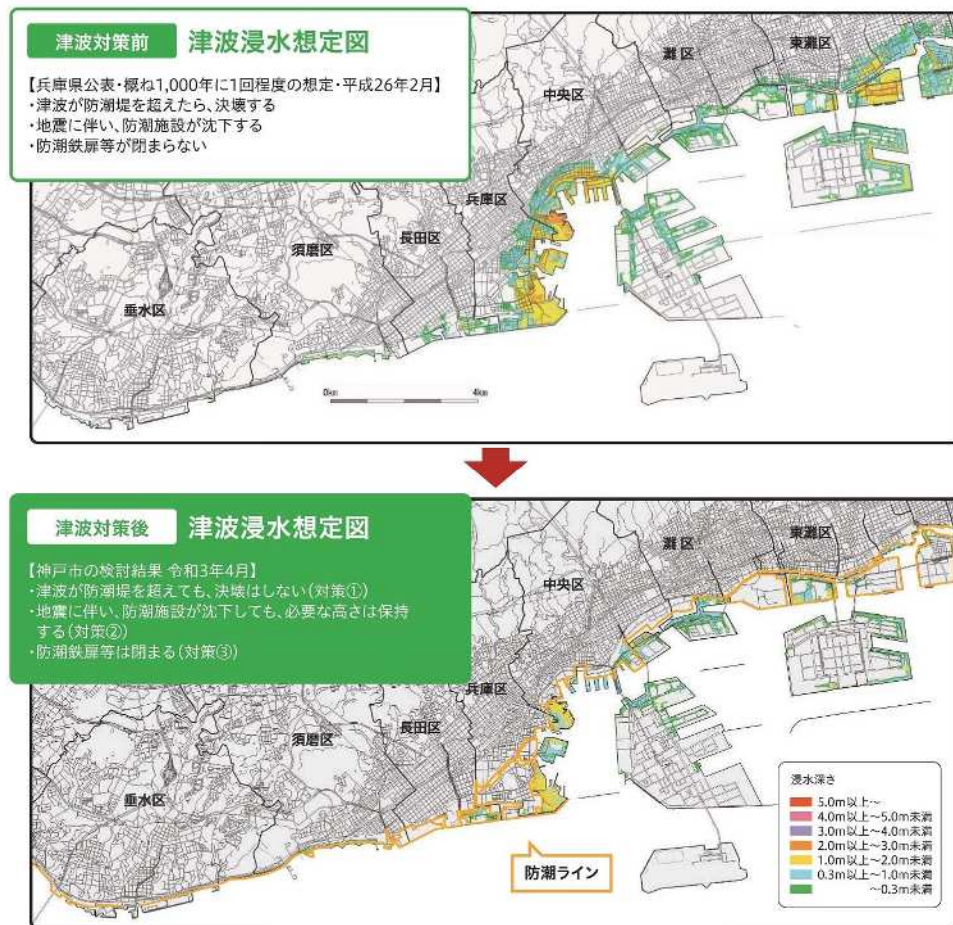 津波対策前 津波浸水想定図
【兵庫県公表・概ね1,000年に1回程度の想定・平成26年2月】
・津波が防潮堤を超えたら、決壊する
・地震に伴い、防潮施設が沈下する
・防潮鉄扉等が閉まらない
東灘区
灘区
中央区
兵庫区
長田区
須磨区
垂水区
0km 4km
津波対策後 津波浸水想定図
【神戸市の検討結果 令和3年4月】
・津波が防潮堤を超えても、決壊はしない(対策①)
・地震に伴い、防潮施設が沈下しても、必要な高さは保持
する(対策②)
・防潮鉄扉等は閉まる(対策③)
東灘区
灘区
中央区
兵庫区
長田区
須磨区
垂水区
防潮ライン
浸水深さ
5.0m以上～
4.0m以上～5.0m未満
3.0m以上～4.0m未満
2.0m以上～3.0m未満
1.0m以上～2.0m未満
0.3m以上～1.0m未満
～0.3m未満